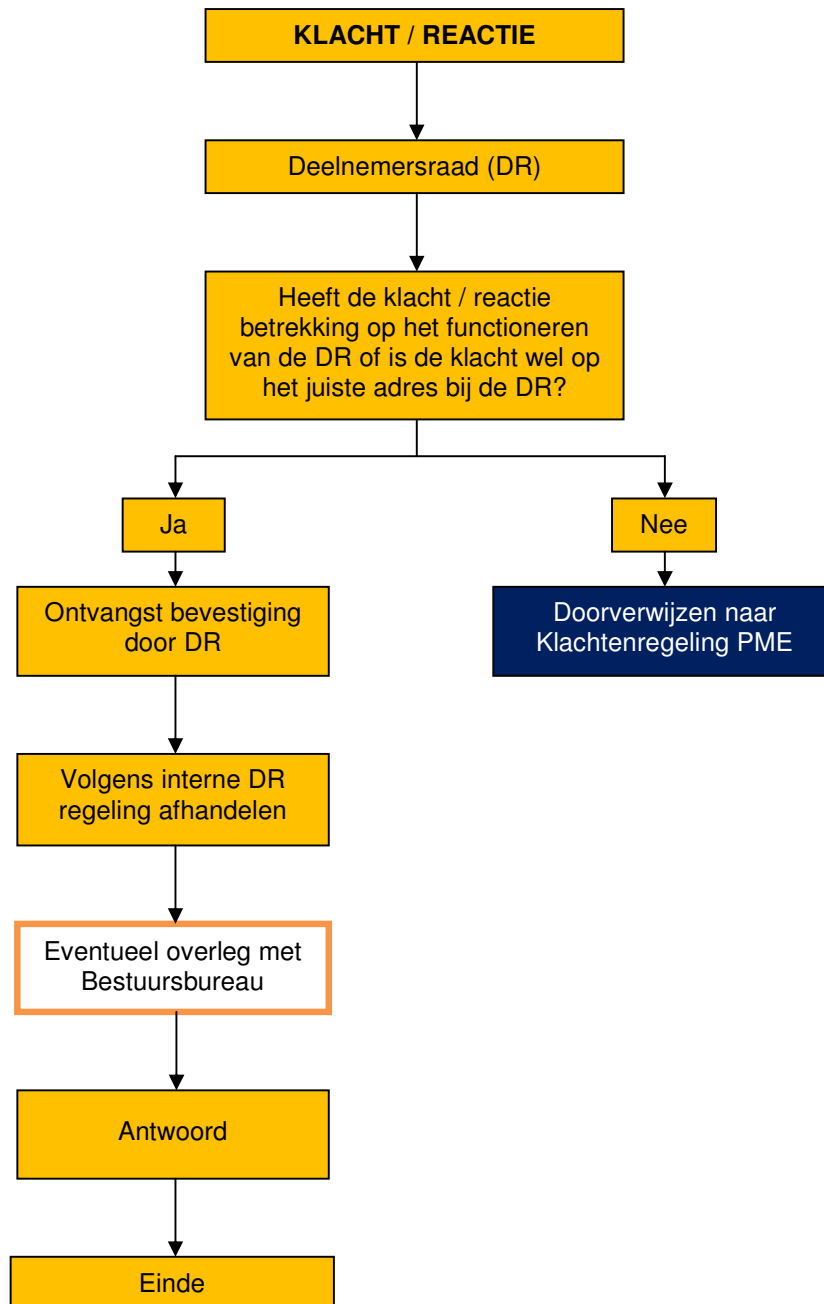 KLACHT / REACTIE
Deelnemersraad (DR)
Heeft de klacht / reactie
betrekking op het functioneren
van de DR of is de klacht wel op
het juiste adres bij de DR?
Ja
Nee
Ontvangst bevestiging
door DR
Doorverwijzen naar
Klachtenregeling PME
Volgens interne DR
regeling afhandelen
Eventueel overleg met
Bestuursbureau
Antwoord
Einde